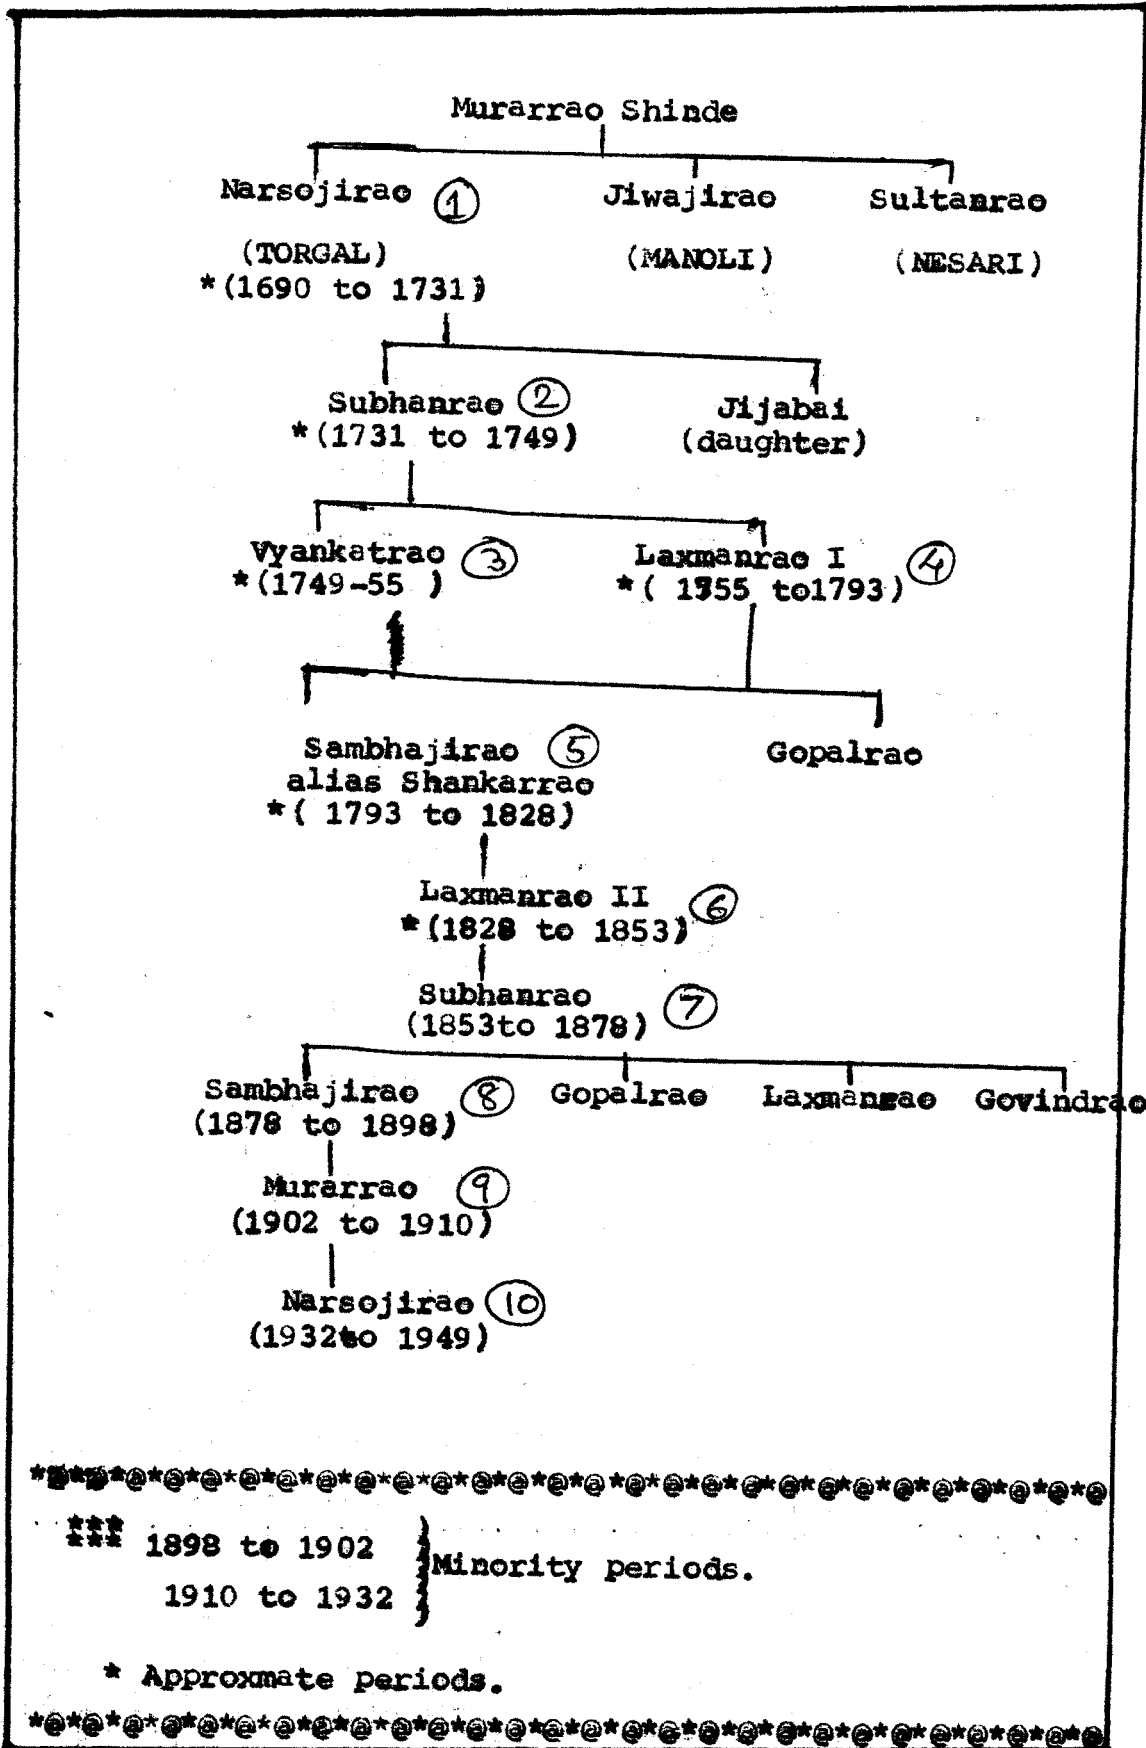 Murarrao Shinde
Narsojirao ① Jiwajirao Sultanrao
(TORGAL) (MANOLI) (NESARI)
*(1690 to 1731)
Subhanrao ② Jijabai
*(1731 to 1749) (daughter)
Vyankatrao ③ Laxmanrao I ④
*(1749-55 ) *( 1755 to1793)
Sambhajirao ⑤ Gopalrao
alias Shankarrao
*( 1793 to 1828)
Laxmanrao II ⑥
*(1828 to 1853)
Subhanrao ⑦
(1853to 1878)
Sambhajirao ⑧ Gopalrao Laxmanrao Govindrao
(1878 to 1898)
Murarrao ⑨
(1902 to 1910)
Narsojirao ⑩
(1932to 1949)
*** 
*** 1898 to 1902 } Minority periods.
1910 to 1932
* Approxmate periods.